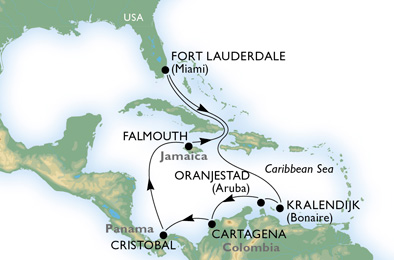 USA
FORT LAUDERDALE
(Miami)
FALMOUTH
Jamaica
ORANJESTAD
(Aruba)
Caribbean Sea
KRALENDIJK
(Bonaire)
Panama
CRISTOBAL
CARTAGENA
Colombia